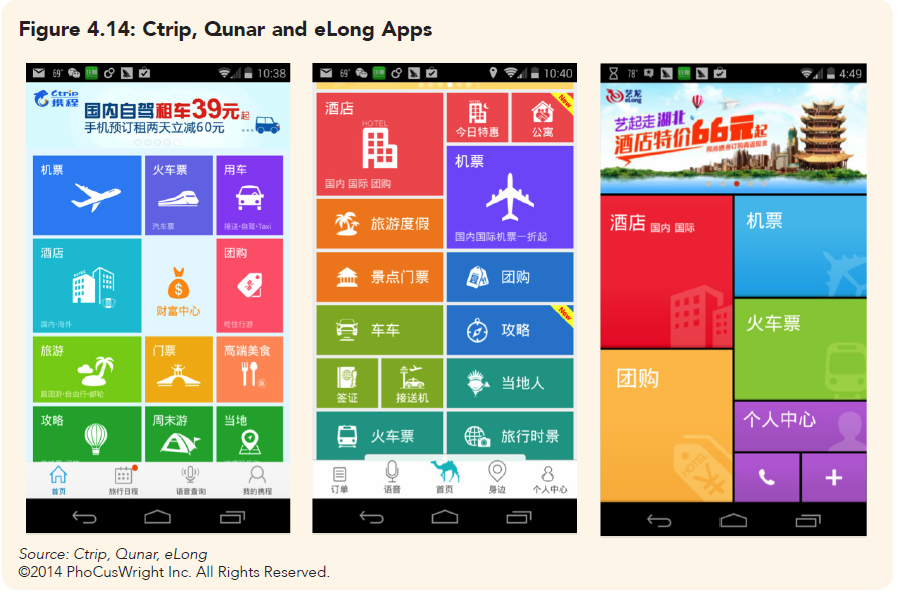 Figure 4.14: Ctrip, Qunar and eLong Apps
69°
10:38
Ctrip
携程
国内自驾租车39元起
手机预订租两天立减60元
机票
火车票
汽车票
用车
接送·自驾·Taxi
酒店
HOTEL
国内·海外
财富中心
团购
吃住行游
旅游
跟团游·自由行·邮轮
门票
高端美食
攻略
周末游
当地
首页
旅行日程
语音查询
我的携程
69°
10:40
酒店
HOTEL
国内 国际 团购
今日特惠
New
公寓
机票
国内国际机票一折起
旅游度假
景点门票
团购
车车
攻略
New
签证
接送机
当地人
火车票
旅行时景
订单
语音
首页
身边
个人中心
78°
4:49
艺龙
eLong
艺起走 湖北
酒店特价66元起
酒店 国内 国际
机票
火车票
团购
HOTEL
个人中心
Source: Ctrip, Qunar, eLong
©2014 PhoCusWright Inc. All Rights Reserved.